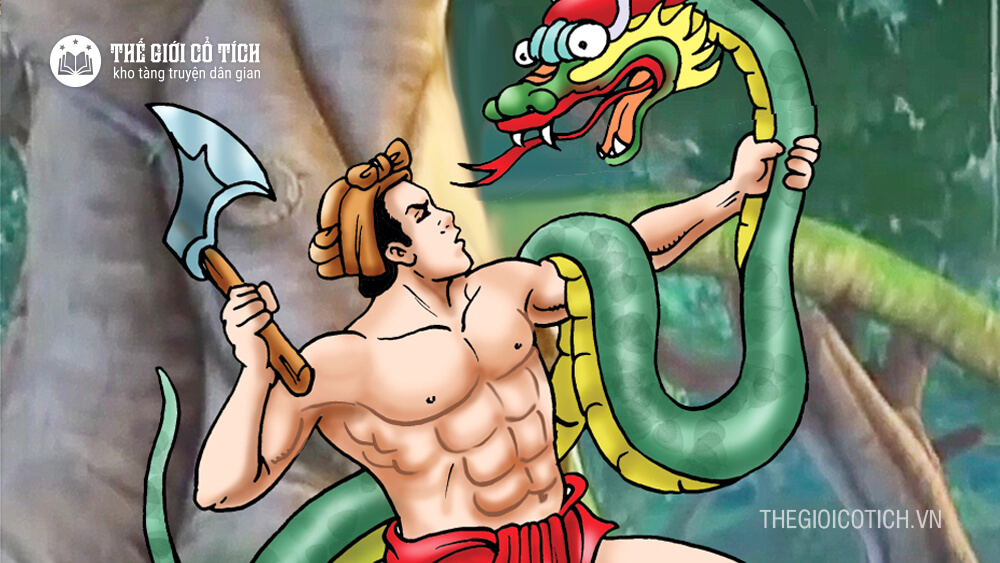 THẾ GIỚI CỔ TÍCH
kho tàng truyện dân gian
THEGIOICOTICH.VN